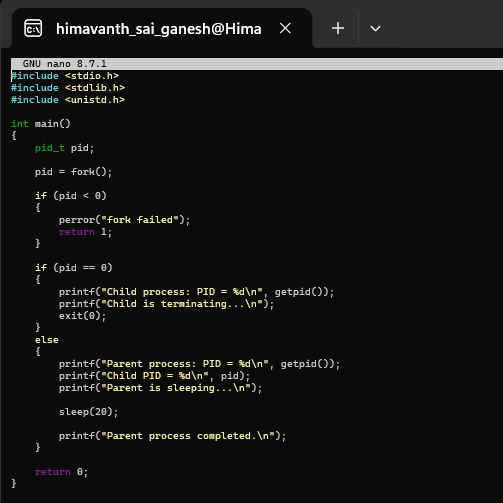 himavanth_sai_ganesh@Hima
GNU nano 8.7.1
#include <stdio.h>
#include <stdlib.h>
#include <unistd.h>

int main()
{
    pid_t pid;

    pid = fork();

    if (pid < 0)
    {
        perror("fork failed");
        return 1;
    }

    if (pid == 0)
    {
        printf("Child process: PID = %d\n", getpid());
        printf("Child is terminating...\n");
        exit(0);
    }
    else
    {
        printf("Parent process: PID = %d\n", getpid());
        printf("Child PID = %d\n", pid);
        printf("Parent is sleeping...\n");

        sleep(20);

        printf("Parent process completed.\n");
    }

    return 0;
}